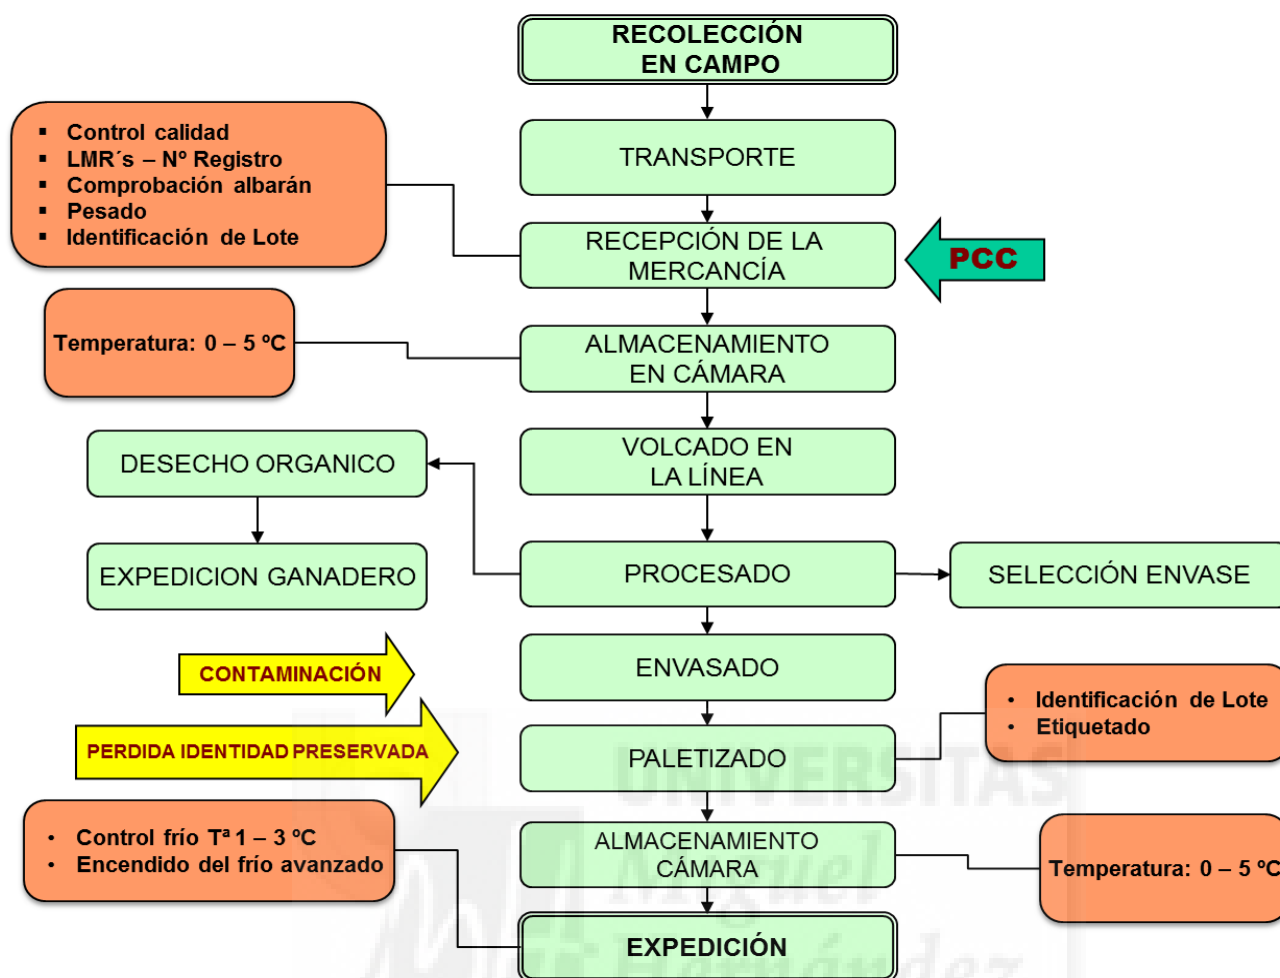 RECOLECCIÓN
EN CAMPO
▪ Control calidad
▪ LMR´s – Nº Registro
▪ Comprobación albarán
▪ Pesado
▪ Identificación de Lote
TRANSPORTE
RECEPCIÓN DE LA
MERCANCÍA
PCC
Temperatura: 0 – 5 ºC
ALMACENAMIENTO
EN CÁMARA
VOLCADO EN
LA LÍNEA
DESECHO ORGANICO
EXPEDICION GANADERO
PROCESADO
SELECCIÓN ENVASE
CONTAMINACIÓN
ENVASADO
PERDIDA IDENTIDAD PRESERVADA
PALETIZADO
• Identificación de Lote
• Etiquetado
• Control frío Tª 1 – 3 ºC
• Encendido del frío avanzado
ALMACENAMIENTO
CÁMARA
Temperatura: 0 – 5 ºC
EXPEDICIÓN
UNIVERSITAS
Miguel
Hernández